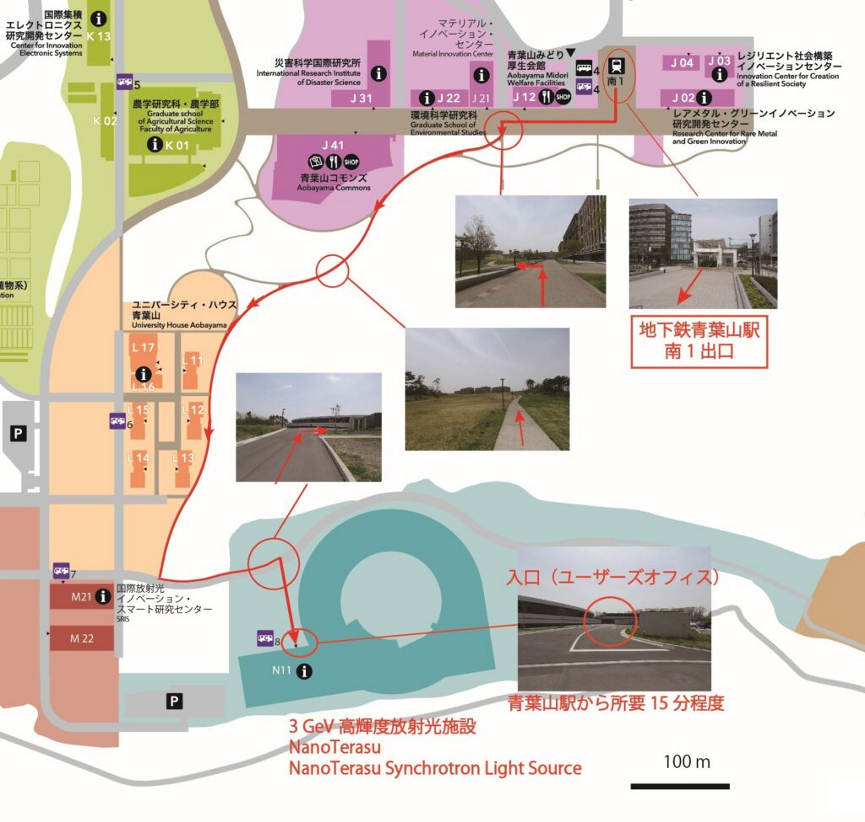 国際集積
エレクトロニクス
研究開発センター
Center for Innovation
Electronic Systems
K 13
5
K 02
農学研究科・農学部
Graduate school
of Agricultural Science
Faculty of Agriculture
K 01
災害科学国際研究所
International Research Institute
of Disaster Science
J 31
マテリアル・
イノベーション・
センター
Material Innovation Center
J 22
J 21
環境科学研究科
Graduate School of
Environmental Studies
青葉山みどり
厚生会館
Aobayama Midori
Welfare Facilities
J 12
SHOP
4
4
南1
J 04
J 03
J 02
レジリエント社会構築
イノベーションセンター
Innovation Center for Creation
of a Resilient Society
レアメタル・グリーンイノベーション
研究開発センター
Research Center for Rare Metal
and Green Innovation
J 41
SHOP
青葉山コモンズ
Aobayama Commons
地下鉄青葉山駅
南 1 出口
植物系）
ation
ユニバーシティ・ハウス
青葉山
University House Aobayama
L 17
L 16
L 11
L 15
L 12
L 14
L 13
6
P
7
M21
国際放射光
イノベーション・
スマート研究センター
SRIS
M 22
8
N11
P
入口（ユーザーズオフィス）
青葉山駅から所要 15 分程度
3 GeV 高輝度放射光施設
NanoTerasu
NanoTerasu Synchrotron Light Source
100 m